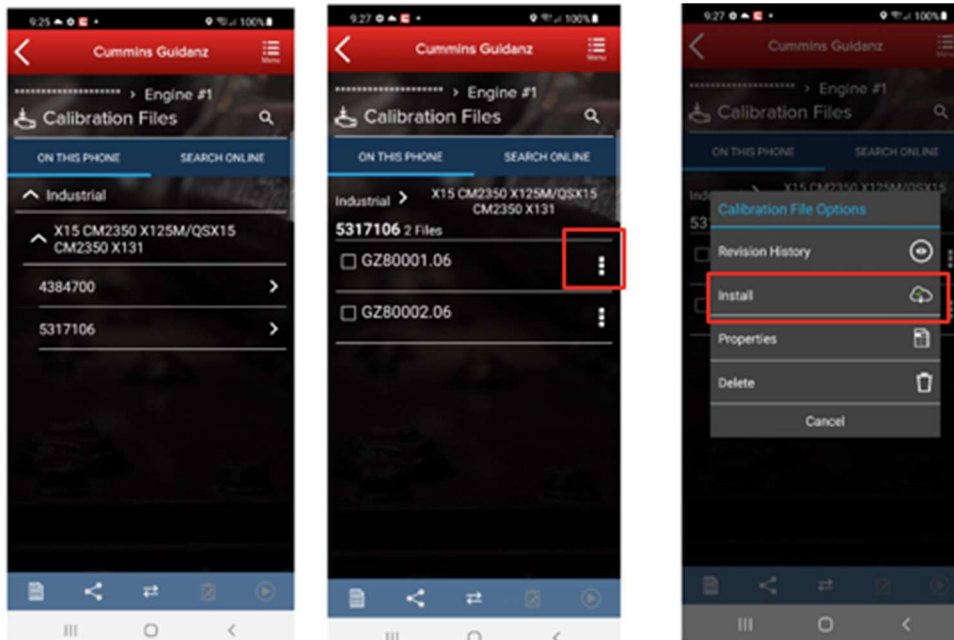 9:25
100%
Cummins Guidanz
Menu
******************** > Engine #1
Calibration Files
ON THIS PHONE
SEARCH ONLINE
Industrial
X15 CM2350 X125M/QSX15
CM2350 X131
4384700
5317106
9:27
100%
Cummins Guidanz
Menu
******************** > Engine #1
Calibration Files
ON THIS PHONE
SEARCH ONLINE
Industrial >
X15 CM2350 X125M/QSX15
CM2350 X131
5317106 2 Files
GZ80001.06
GZ80002.06
9:27
100%
Cummins Guidanz
Menu
******************** > Engine #1
Calibration Files
ON THIS PHONE
SEARCH ONLINE
X15 CM2350 X125M/QSX15
53
Calibration File Options
Revision History
Install
Properties
Delete
Cancel